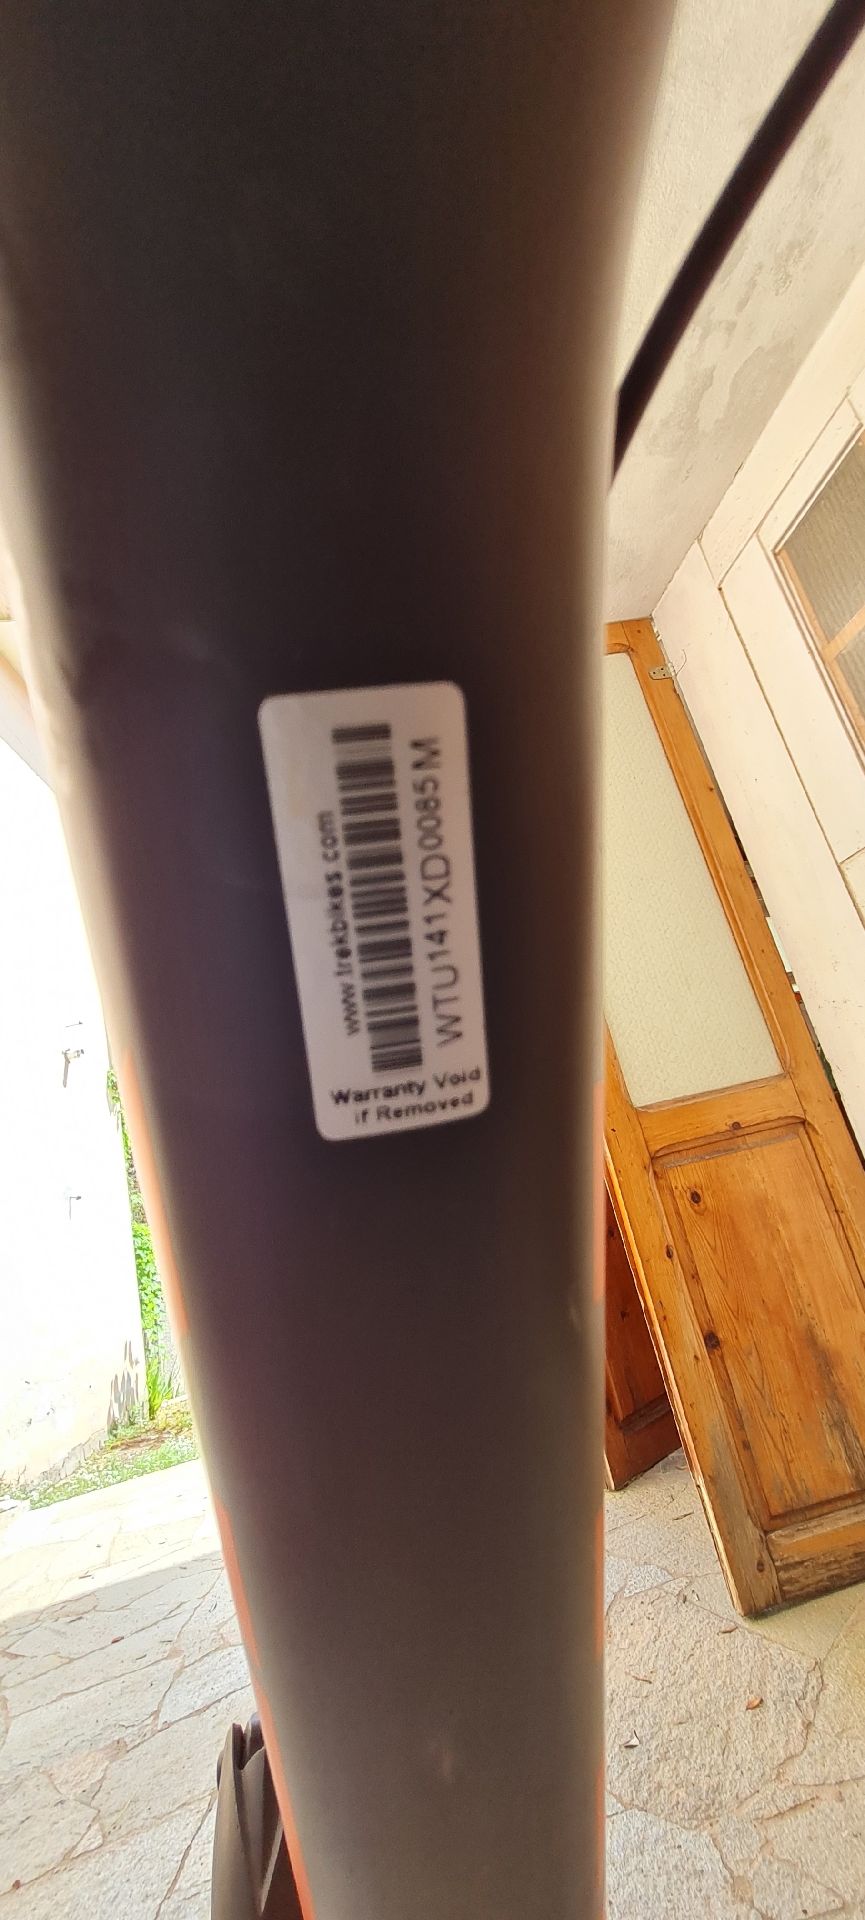 www.trekbikes.com
WTU141XD0085M
Warranty Void
if Removed